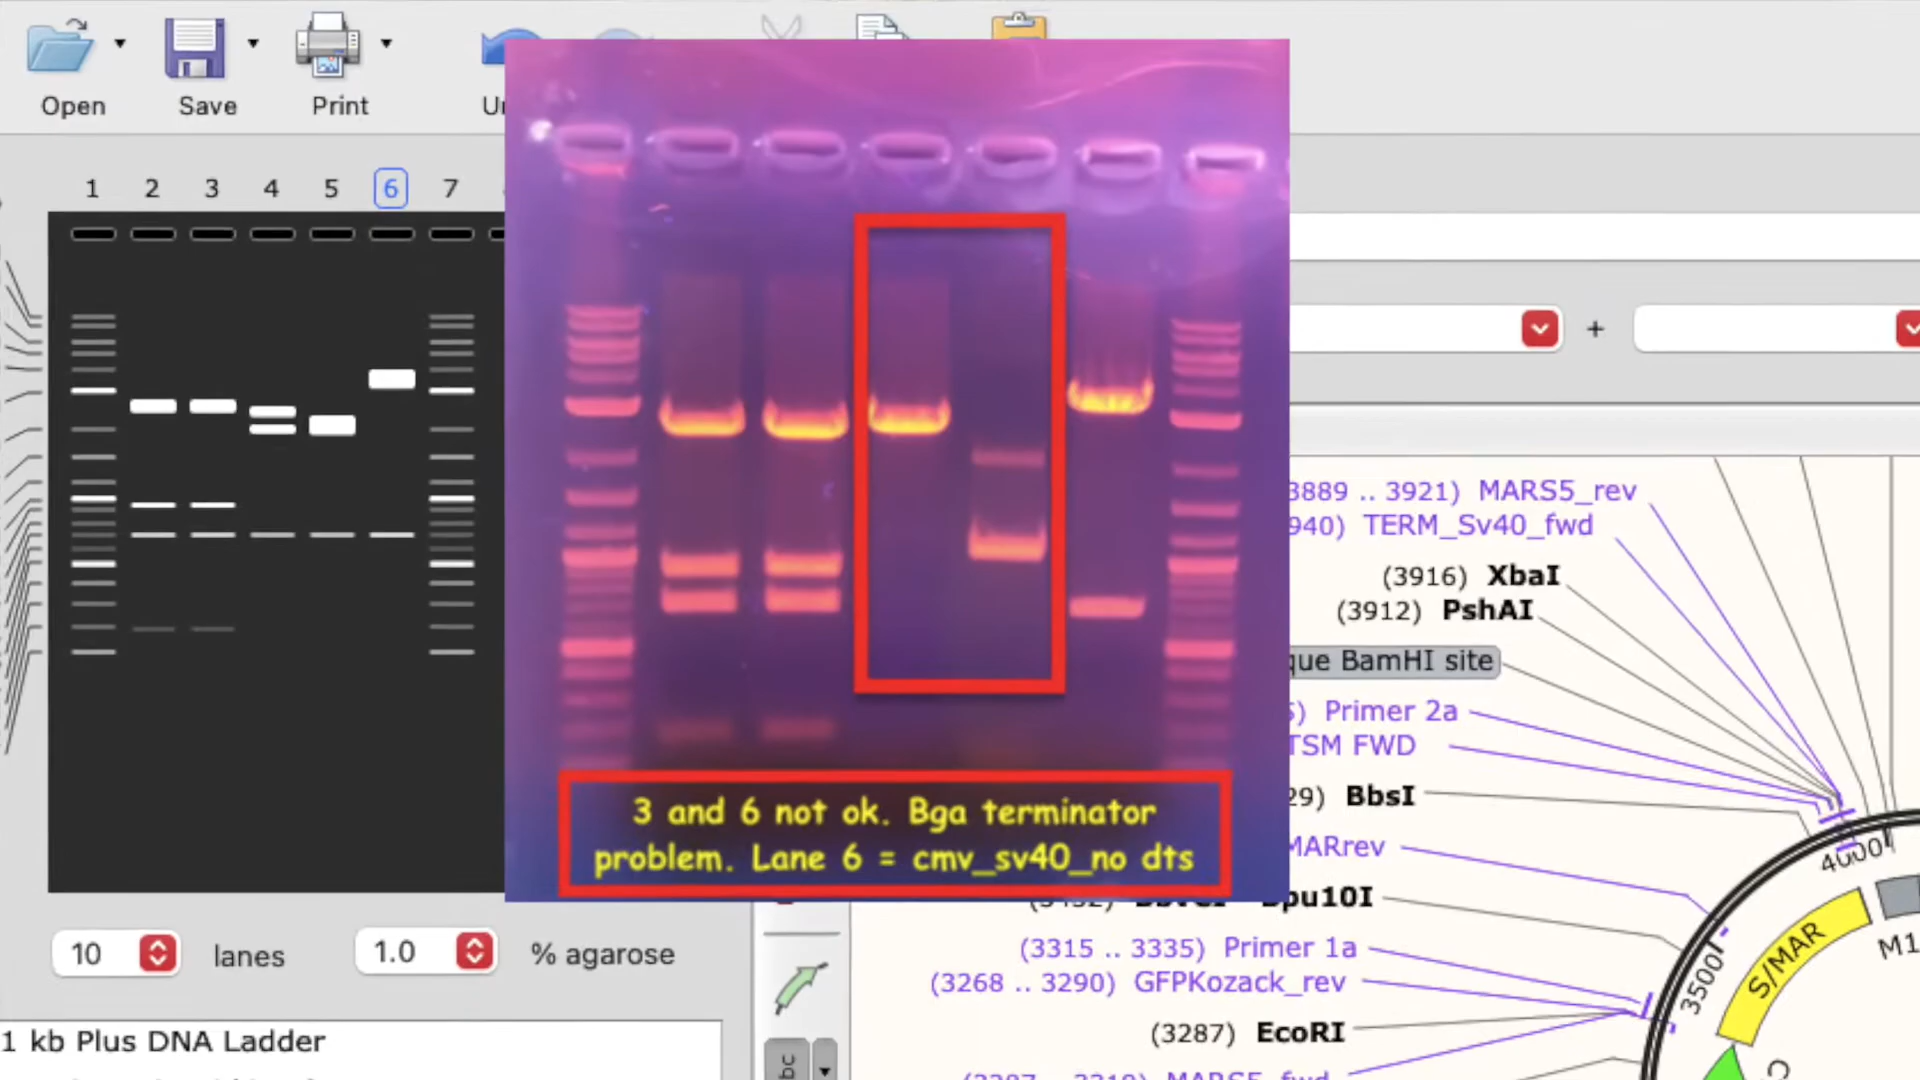 Open
Save
Print
1 2 3 4 5 6 7
+
3889 .. 3921) MARS5_rev
940) TERM_Sv40_fwd
(3916) XbaI
(3912) PshAI
que BamHI site
Primer 2a
TSM FWD
29) BbsI
MARrev
pu10I
3 and 6 not ok. Bga terminator
problem. Lane 6 = cmv_sv40_no dts
10 lanes 1.0 % agarose
(3315 .. 3335) Primer 1a
(3268 .. 3290) GFPKozack_rev
(3287) EcoRI
4000
3500
S/MAR
M1
1 kb Plus DNA Ladder